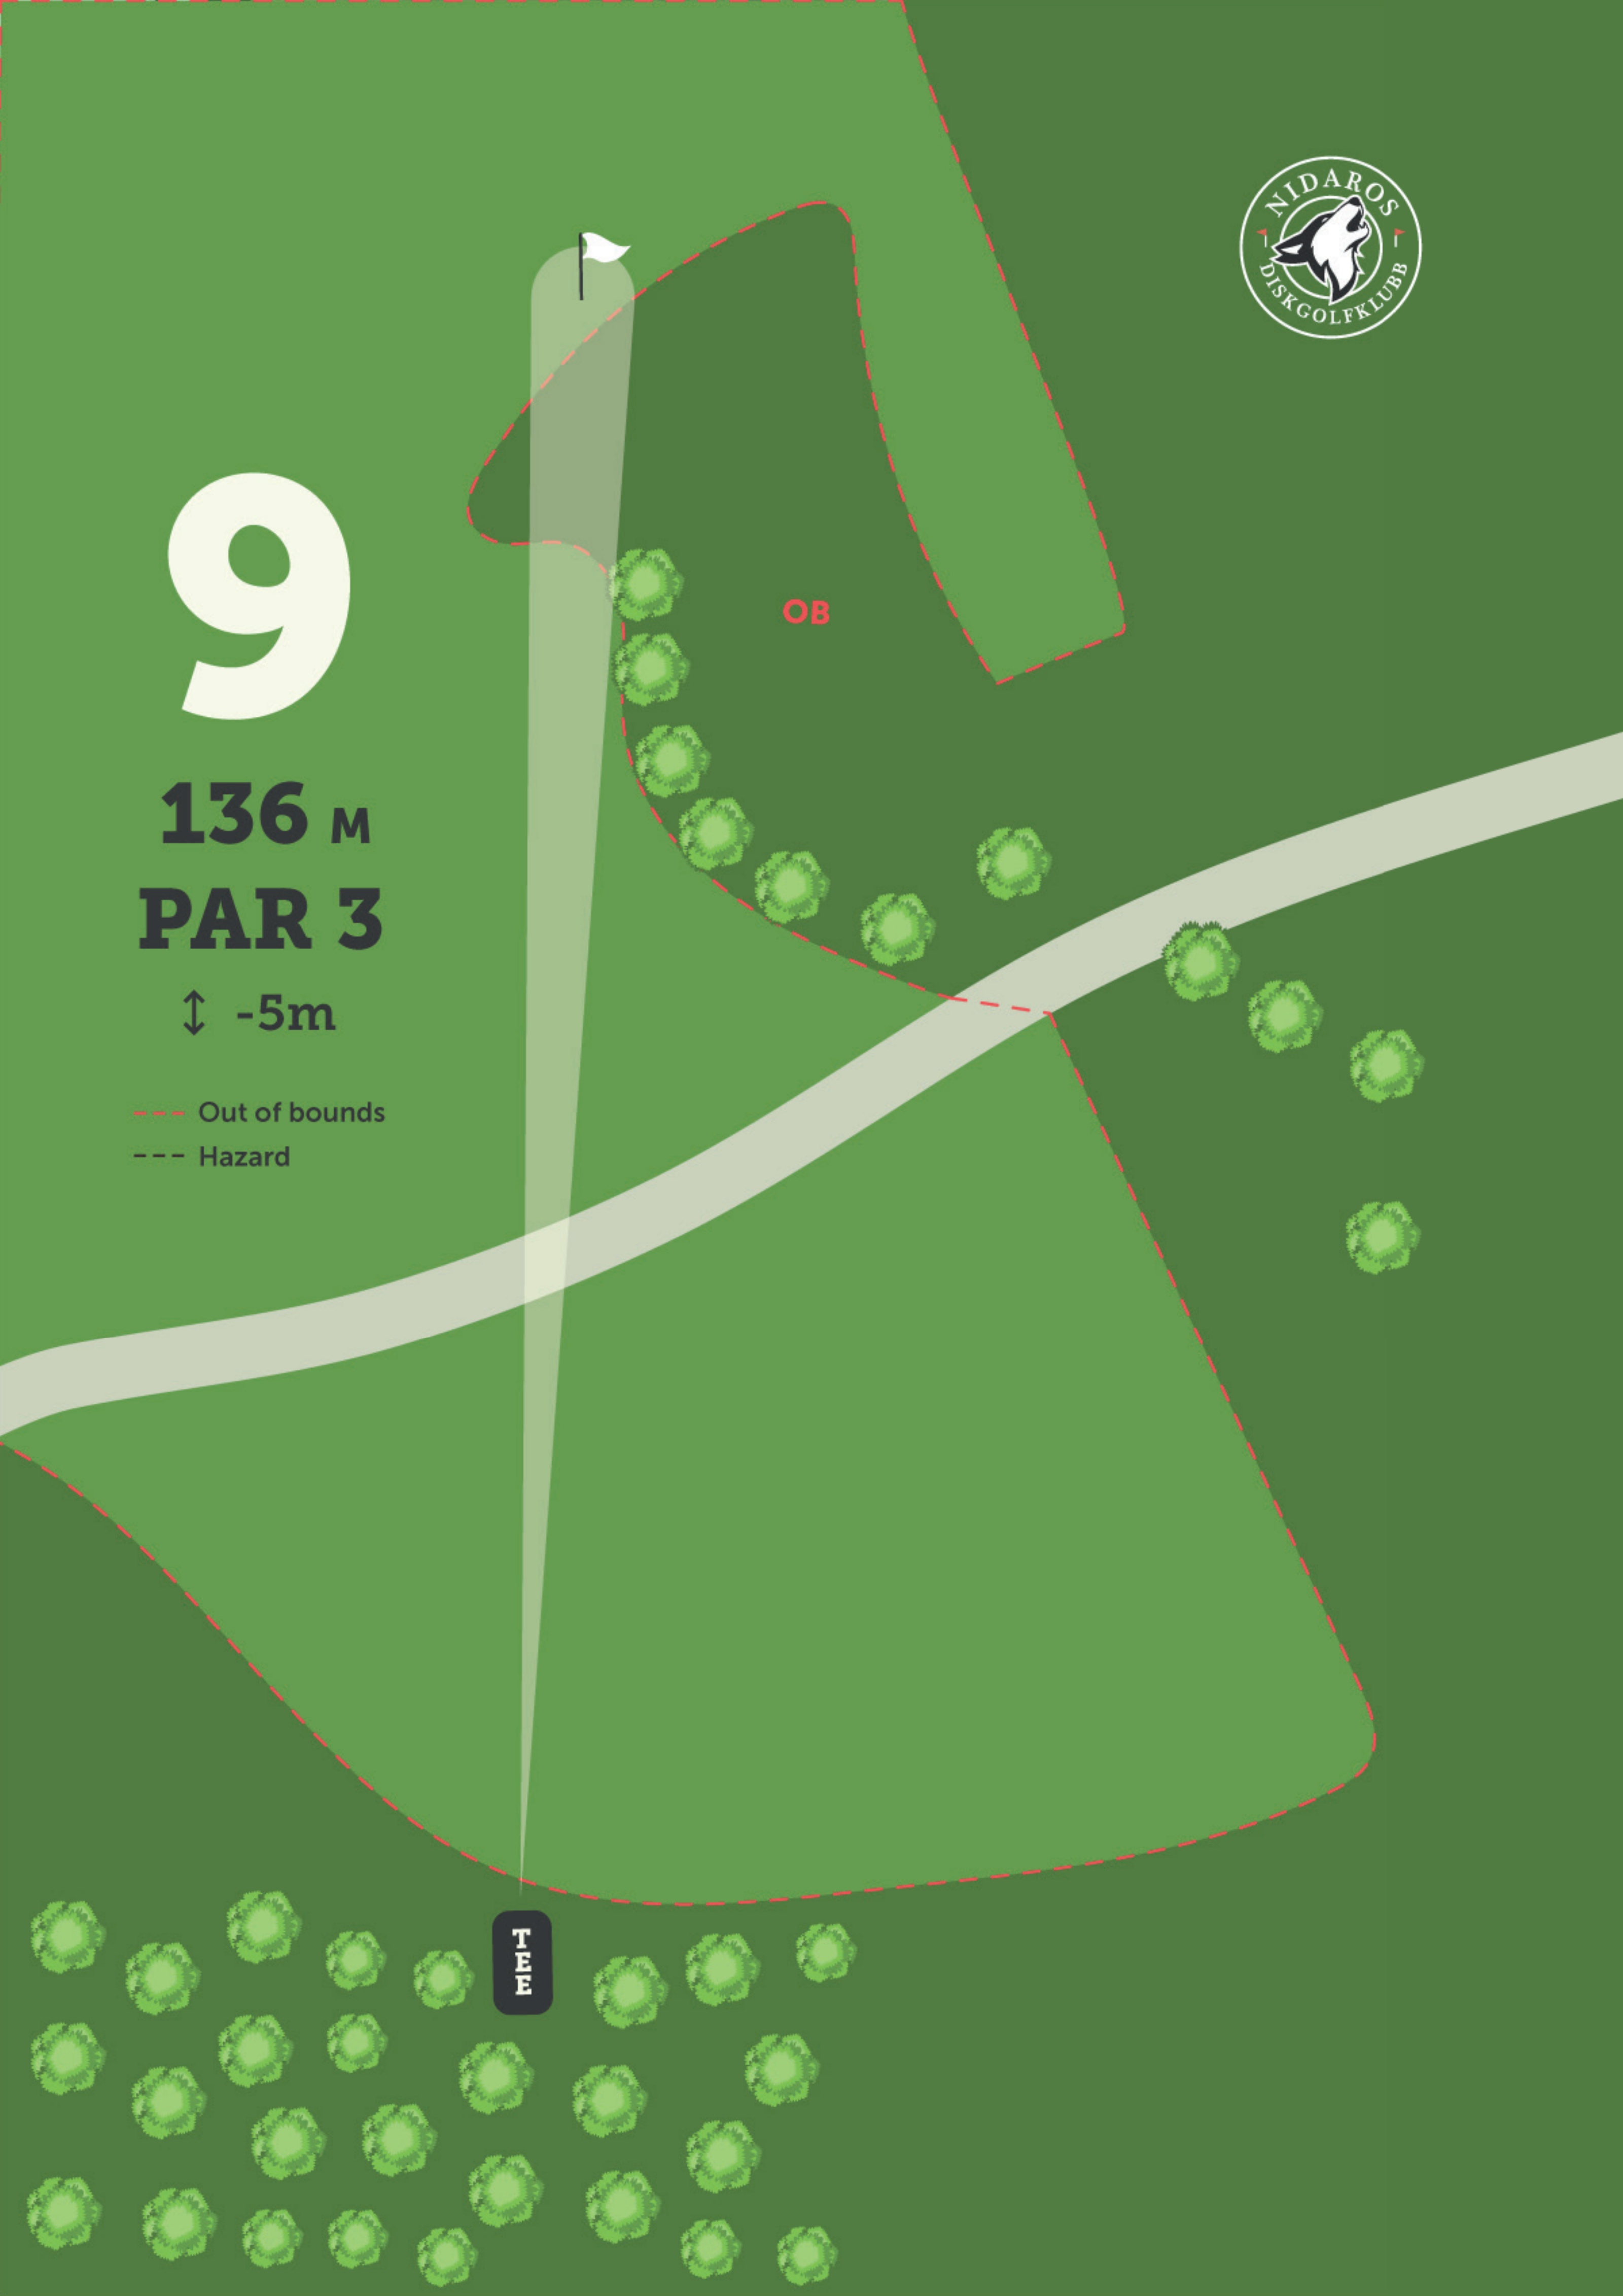 NIDAROS
DISKGOLFKLUBB
9
136 M
PAR 3
↕ -5m
Out of bounds
Hazard
OB
TEE